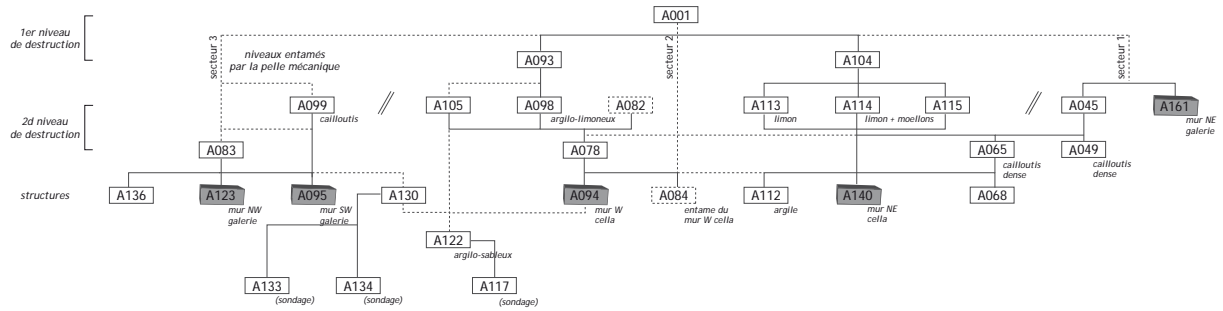 A001
1er niveau
de destruction
secteur 3
niveaux entamés
par la pelle mécanique
secteur 2
secteur 1
A093
A104
2d niveau
de destruction
A099
cailloutis
A105
A098
argilo-limoneux
A082
A113
limon
A114
limon + moellons
A115
A045
A161
mur NE
galerie
A083
A078
A065
cailloutis
dense
A049
cailloutis
dense
structures
A136
A123
mur NW
galerie
A095
mur SW
galerie
A130
A094
mur W
cella
A084
entame du
mur W cella
A112
argile
A140
mur NE
cella
A068
A122
argilo-sableux
A133
(sondage)
A134
(sondage)
A117
(sondage)